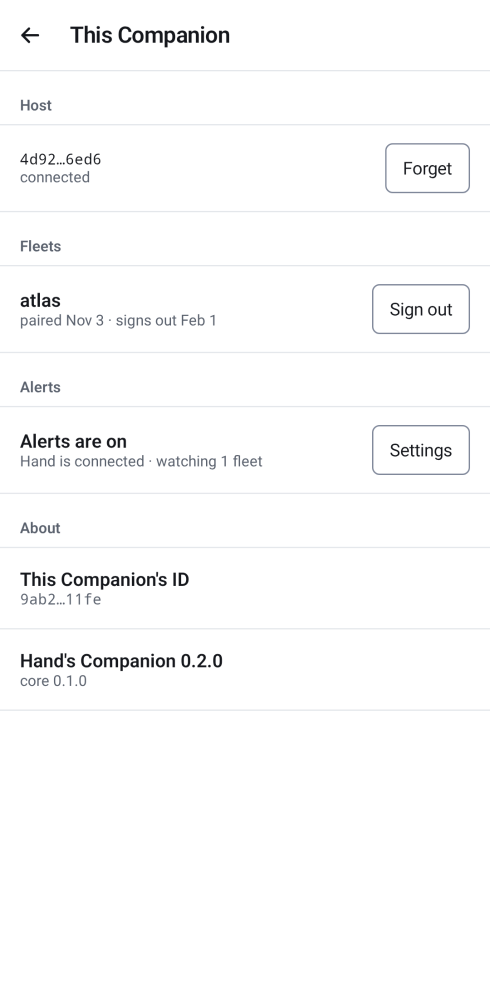 This Companion
Host
4d92…6ed6
connected
Forget
Fleets
atlas
paired Nov 3 · signs out Feb 1
Sign out
Alerts
Alerts are on
Hand is connected · watching 1 fleet
Settings
About
This Companion's ID
9ab2…11fe
Hand's Companion 0.2.0
core 0.1.0